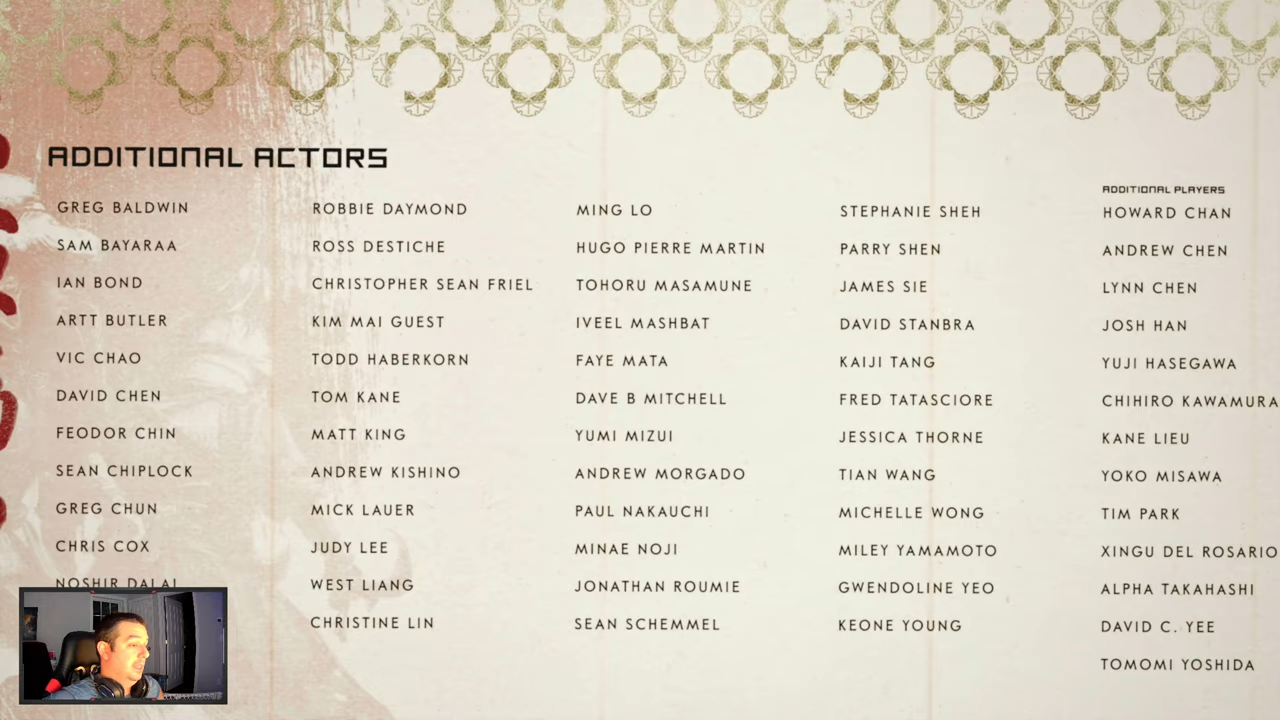 ADDITIONAL ACTORS
GREG BALDWIN
SAM BAYARAA
IAN BOND
ARTT BUTLER
VIC CHAO
DAVID CHEN
FEODOR CHIN
SEAN CHIPLOCK
GREG CHUN
CHRIS COX
NOSHIR DALAL
ROBBIE DAYMOND
ROSS DESTICHE
CHRISTOPHER SEAN FRIEL
KIM MAI GUEST
TODD HABERKORN
TOM KANE
MATT KING
ANDREW KISHINO
MICK LAUER
JUDY LEE
WEST LIANG
CHRISTINE LIN
MING LO
HUGO PIERRE MARTIN
TOHORU MASAMUNE
IVEEL MASHBAT
FAYE MATA
DAVE B MITCHELL
YUMI MIZUI
ANDREW MORGADO
PAUL NAKAUCHI
MINAE NOJI
JONATHAN ROUMIE
SEAN SCHEMMEL
STEPHANIE SHEH
PARRY SHEN
JAMES SIE
DAVID STANBRA
KAIJI TANG
FRED TATASCIORE
JESSICA THORNE
TIAN WANG
MICHELLE WONG
MILEY YAMAMOTO
GWENDOLINE YEO
KEONE YOUNG
ADDITIONAL PLAYERS
HOWARD CHAN
ANDREW CHEN
LYNN CHEN
JOSH HAN
YUJI HASEGAWA
CHIHIRO KAWAMURA
KANE LIEU
YOKO MISAWA
TIM PARK
XINGU DEL ROSARIO
ALPHA TAKAHASHI
DAVID C. YEE
TOMOMI YOSHIDA